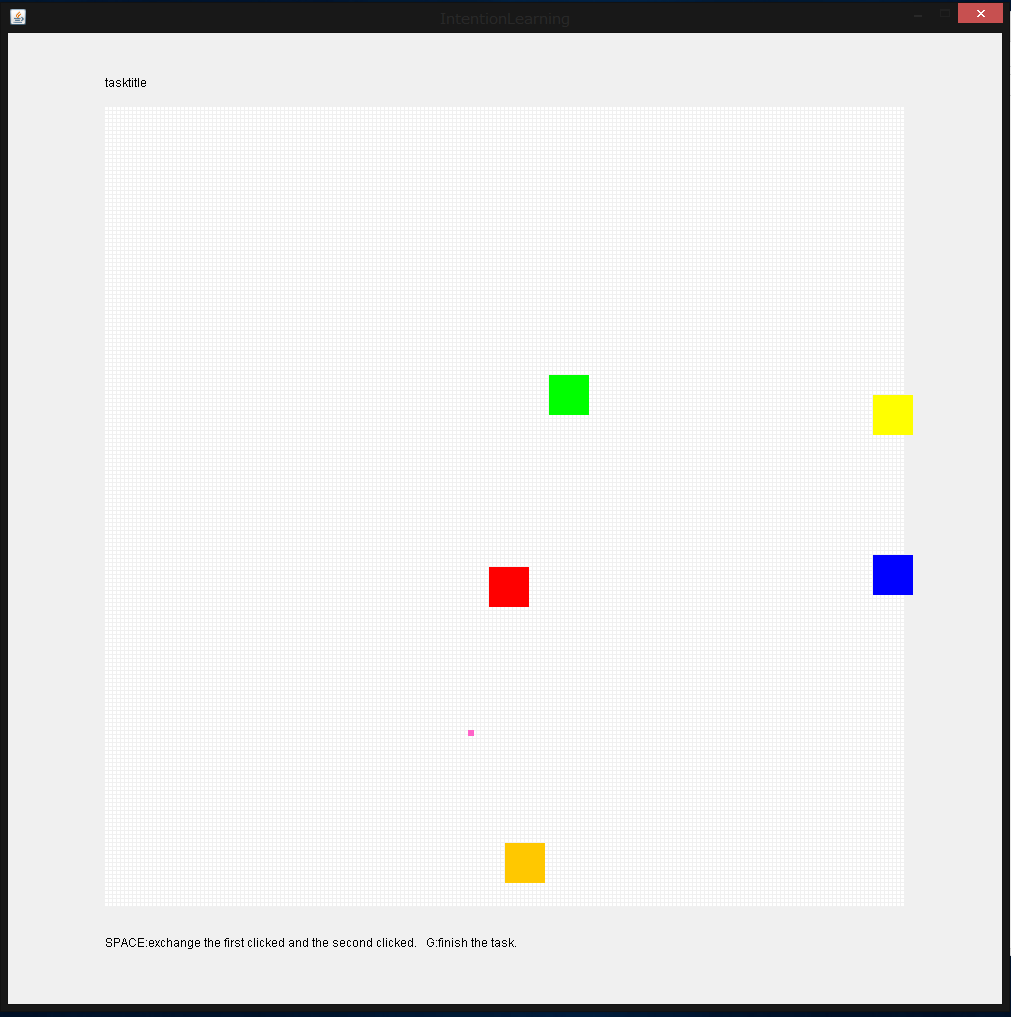 IntentionLearning
tasktitle
SPACE:exchange the first clicked and the second clicked.   G:finish the task.